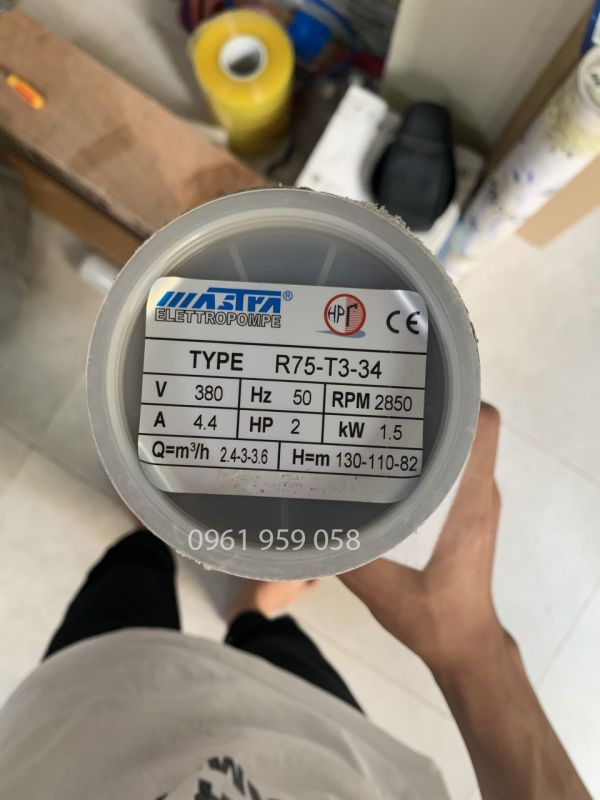 MASTRA®
ELETTROPOMPE
HPr
CE
TYPE R75-T3-34
V 380 Hz 50 RPM 2850
A 4.4 HP 2 kW 1.5
Q=m³/h 2.4-3-3.6 H=m 130-110-82
0961 959 058